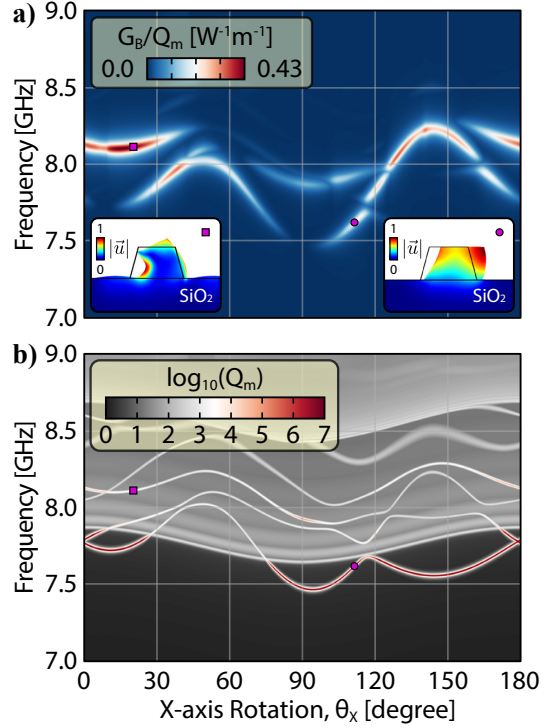 a)
G_B/Q_m [W⁻¹m⁻¹]
0.0 0.43
Frequency [GHz]
9.0
8.5
8.0
7.5
7.0
1
0
|u⃗|
SiO₂
1
0
|u⃗|
SiO₂
b)
log₁₀(Q_m)
0 1 2 3 4 5 6 7
Frequency [GHz]
9.0
8.5
8.0
7.5
7.0
0 30 60 90 120 150 180
X-axis Rotation, θ_X [degree]